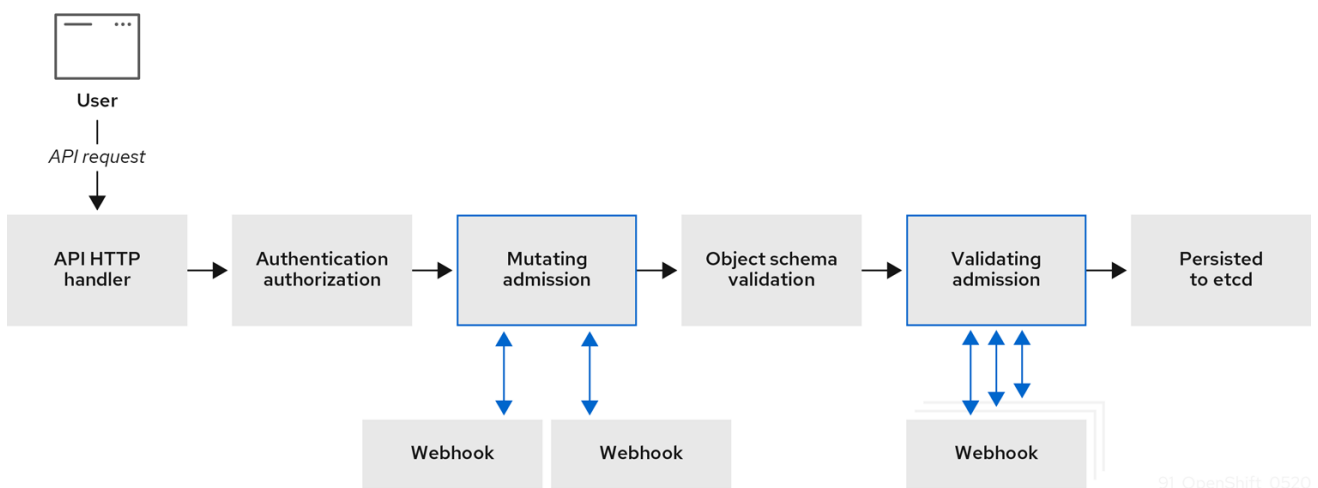 User
API request
API HTTP
handler
Authentication
authorization
Mutating
admission
Object schema
validation
Validating
admission
Persisted
to etcd
Webhook
Webhook
Webhook
91_OpenShift_0520